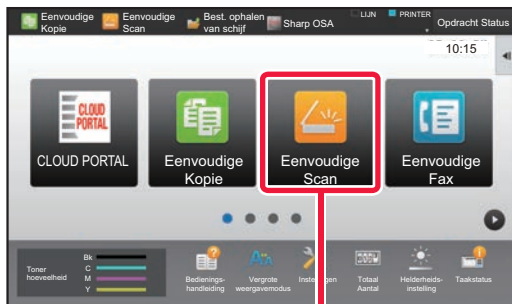 Eenvoudige Kopie
Eenvoudige Scan
Best. ophalen van schijf
Sharp OSA
LIJN
PRINTER
Opdracht Status
10:15
CLOUD PORTAL
CLOUD PORTAL
Eenvoudige Kopie
Eenvoudige Scan
Eenvoudige Fax
Toner hoeveelheid
Bk
C
M
Y
Bedienings-handleiding
Vergrote weergavemodus
Totaal Aantal
Helderheids-instelling
Taakstatus